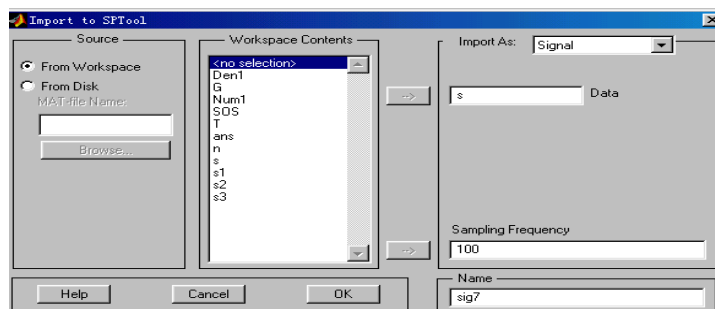 Import to SPTool
Source
From Workspace
From Disk
MAT-file Name:
Browse...
Workspace Contents
<no selection>
Den1
G
Num1
SOS
T
ans
n
s
s1
s2
s3
-->
-->
Import As:
Signal
s
Data
Sampling Frequency
100
Name
sig7
Help
Cancel
OK